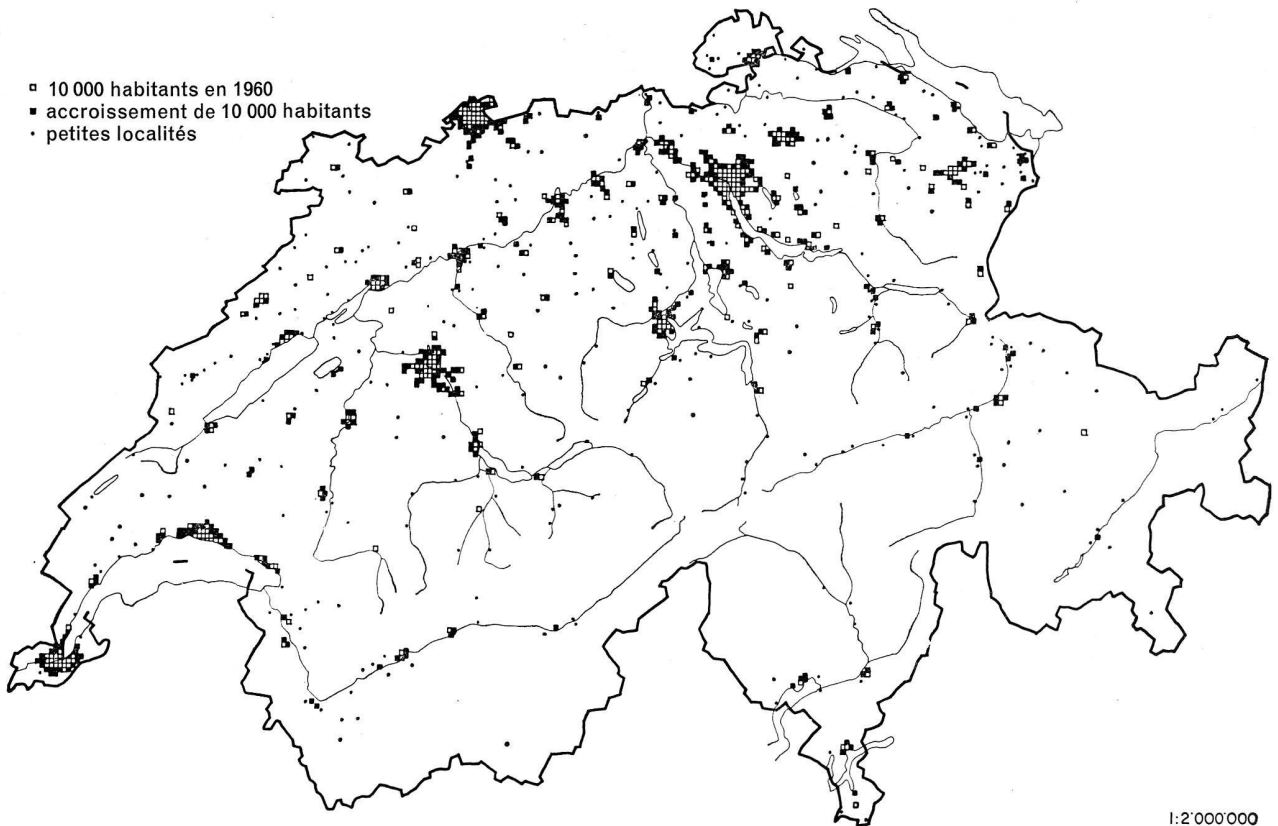 10 000 habitants en 1960
accroissement de 10 000 habitants
petites localités
1:2'000'000